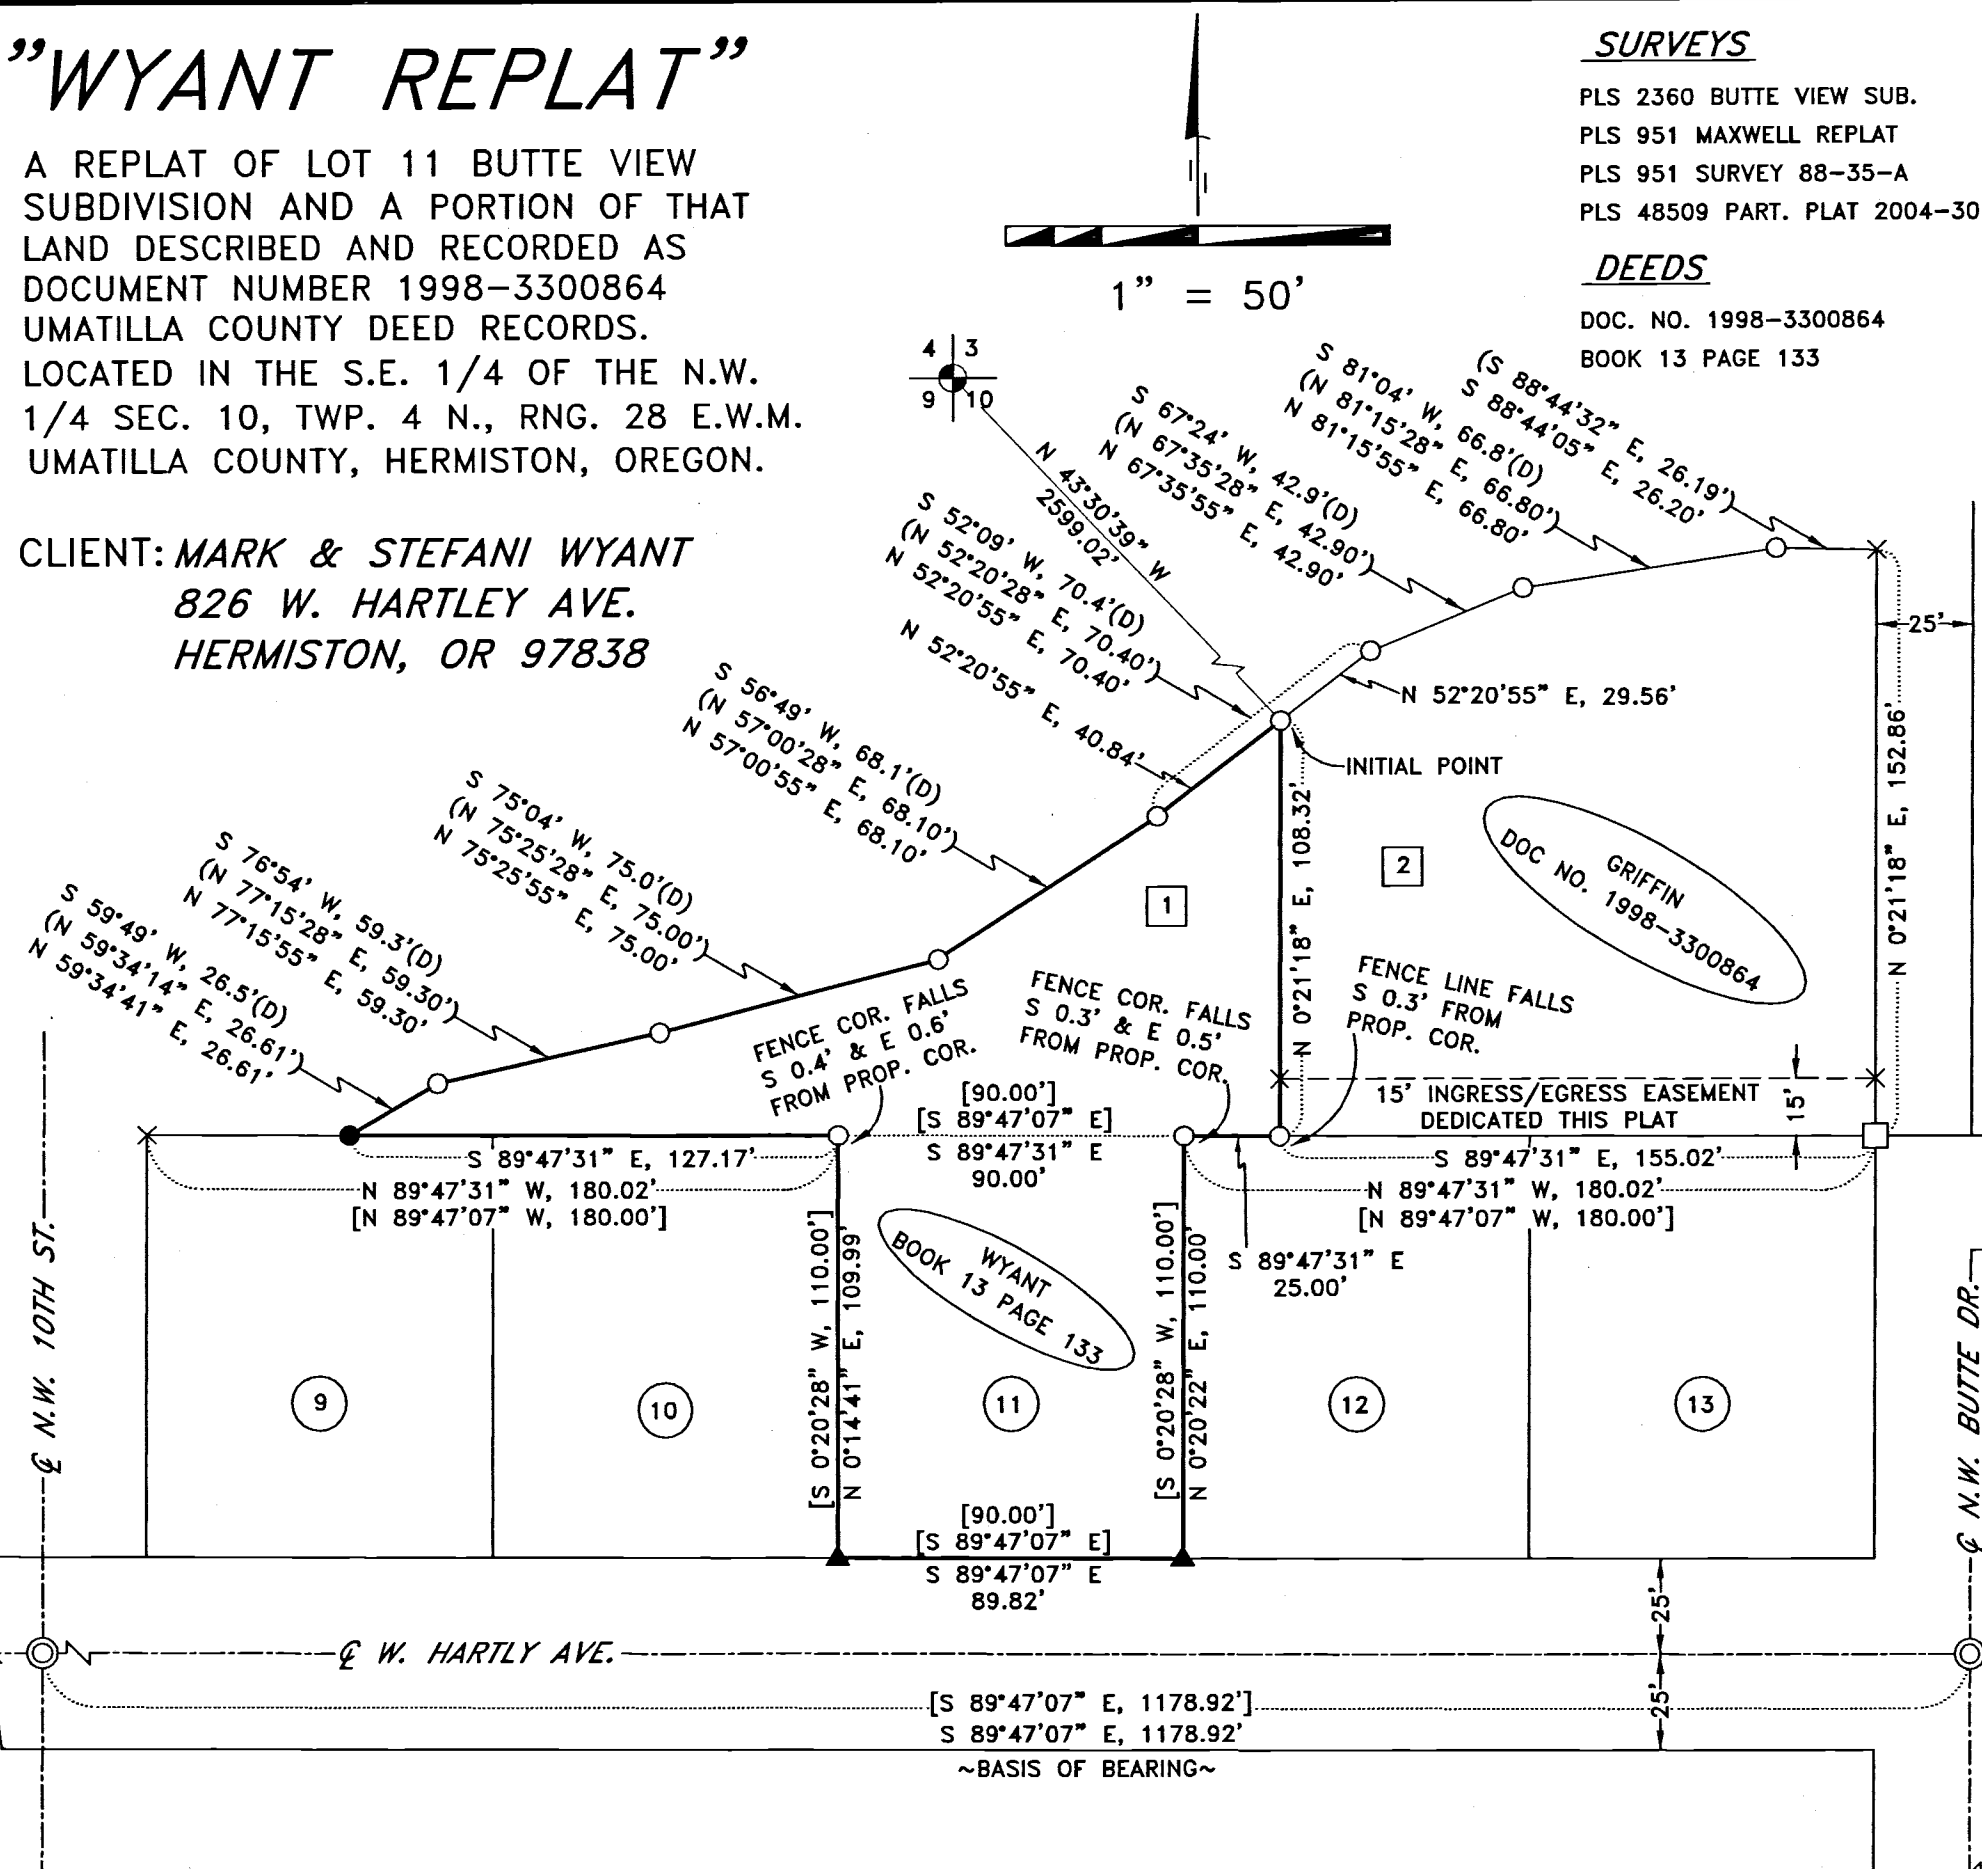 "WYANT REPLAT"
A REPLAT OF LOT 11 BUTTE VIEW
SUBDIVISION AND A PORTION OF THAT
LAND DESCRIBED AND RECORDED AS
DOCUMENT NUMBER 1998-3300864
UMATILLA COUNTY DEED RECORDS.
LOCATED IN THE S.E. 1/4 OF THE N.W.
1/4 SEC. 10, TWP. 4 N., RNG. 28 E.W.M.
UMATILLA COUNTY, HERMISTON, OREGON.
CLIENT: MARK & STEFANI WYANT
826 W. HARTLEY AVE.
HERMISTON, OR 97838
1" = 50'
SURVEYS
PLS 2360 BUTTE VIEW SUB.
PLS 951 MAXWELL REPLAT
PLS 951 SURVEY 88-35-A
PLS 48509 PART. PLAT 2004-30
DEEDS
DOC. NO. 1998-3300864
BOOK 13 PAGE 133
4 3
9 10
N 43°30'39" W
2599.02'
S 59°49' W, 26.5'(D)
(N 59°34'14" E, 26.61')
N 59°34'41" E, 26.61'
S 76°54' W, 59.3'(D)
(N 77°15'28" E, 59.30')
N 77°15'55" E, 59.30'
S 75°04' W, 75.0'(D)
(N 75°25'28" E, 75.00')
N 75°25'55" E, 75.00'
S 56°49' W, 68.1'(D)
(N 57°00'28" E, 68.10')
N 57°00'55" E, 68.10'
S 52°09' W, 70.4'(D)
(N 52°20'28" E, 70.40')
N 52°20'55" E, 70.40'
N 52°20'55" E, 40.84'
S 67°24' W, 42.9'(D)
(N 67°35'28" E, 42.90')
N 67°35'55" E, 42.90'
S 81°04' W, 66.8'(D)
(N 81°15'28" E, 66.80')
N 81°15'55" E, 66.80'
(S 88°44'32" E, 26.19')
S 88°44'05" E, 26.20'
25'
N 52°20'55" E, 29.56'
INITIAL POINT
N 0°21'18" E, 152.86'
N 0°21'18" E, 108.32'
1
2
GRIFFIN
DOC NO. 1998-3300864
FENCE COR. FALLS
S 0.4' & E 0.6'
FROM PROP. COR.
FENCE COR. FALLS
S 0.3' & E 0.5'
FROM PROP. COR.
FENCE LINE FALLS
S 0.3' FROM
PROP. COR.
15' INGRESS/EGRESS EASEMENT
DEDICATED THIS PLAT
15'
[90.00']
[S 89°47'07" E]
S 89°47'31" E
90.00'
S 89°47'31" E, 127.17'
N 89°47'31" W, 180.02'
[N 89°47'07" W, 180.00']
S 89°47'31" E, 155.02'
N 89°47'31" W, 180.02'
[N 89°47'07" W, 180.00']
S 89°47'31" E
25.00'
[S 0°20'28" W, 110.00']
N 0°14'41" E, 109.99'
WYANT
BOOK 13 PAGE 133
[S 0°20'28" W, 110.00']
N 0°20'22" E, 110.00'
9
10
11
12
13
[90.00']
[S 89°47'07" E]
S 89°47'07" E
89.82'
℄ N.W. 10TH ST.
℄ N.W. BUTTE DR.
℄ W. HARTLY AVE.
25'
25'
[S 89°47'07" E, 1178.92']
S 89°47'07" E, 1178.92'
~BASIS OF BEARING~